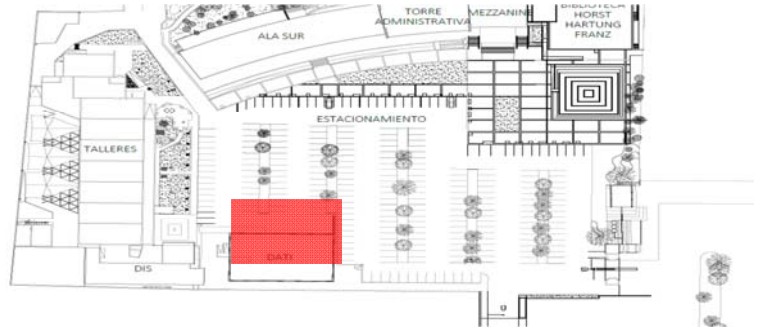 BIBLIOTECA
HORST
HARTUNG
FRANZ
TORRE
ADMINISTRATIVA
MEZZANINE
ALA SUR
ESTACIONAMIENTO
TALLERES
DATI
DIS